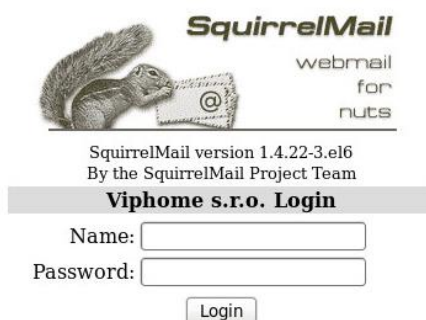 SquirrelMail
webmail
for
nuts
@
SquirrelMail version 1.4.22-3.el6
By the SquirrelMail Project Team
Viphome s.r.o. Login
Name:
Password:
Login